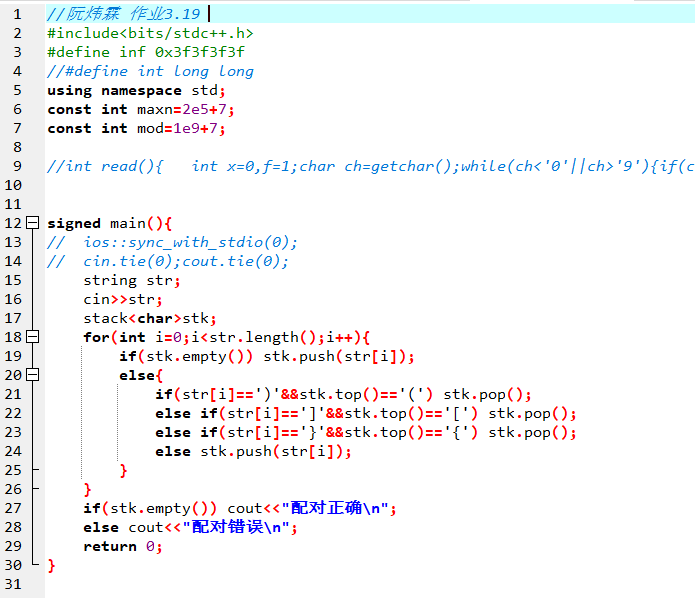 1 //阮炜霖 作业3.19
2 #include<bits/stdc++.h>
3 #define inf 0x3f3f3f3f
4 //#define int long long
5 using namespace std;
6 const int maxn=2e5+7;
7 const int mod=1e9+7;
8
9 //int read(){   int x=0,f=1;char ch=getchar();while(ch<'0'||ch>'9'){if(c
10
11
12 signed main(){
13 //  ios::sync_with_stdio(0);
14 //  cin.tie(0);cout.tie(0);
15     string str;
16     cin>>str;
17     stack<char>stk;
18     for(int i=0;i<str.length();i++){
19         if(stk.empty()) stk.push(str[i]);
20         else{
21             if(str[i]==')'&&stk.top()=='(') stk.pop();
22             else if(str[i]==']'&&stk.top()=='[') stk.pop();
23             else if(str[i]=='}'&&stk.top()=='{') stk.pop();
24             else stk.push(str[i]);
25         }
26     }
27     if(stk.empty()) cout<<"配对正确\n";
28     else cout<<"配对错误\n";
29     return 0;
30 }
31